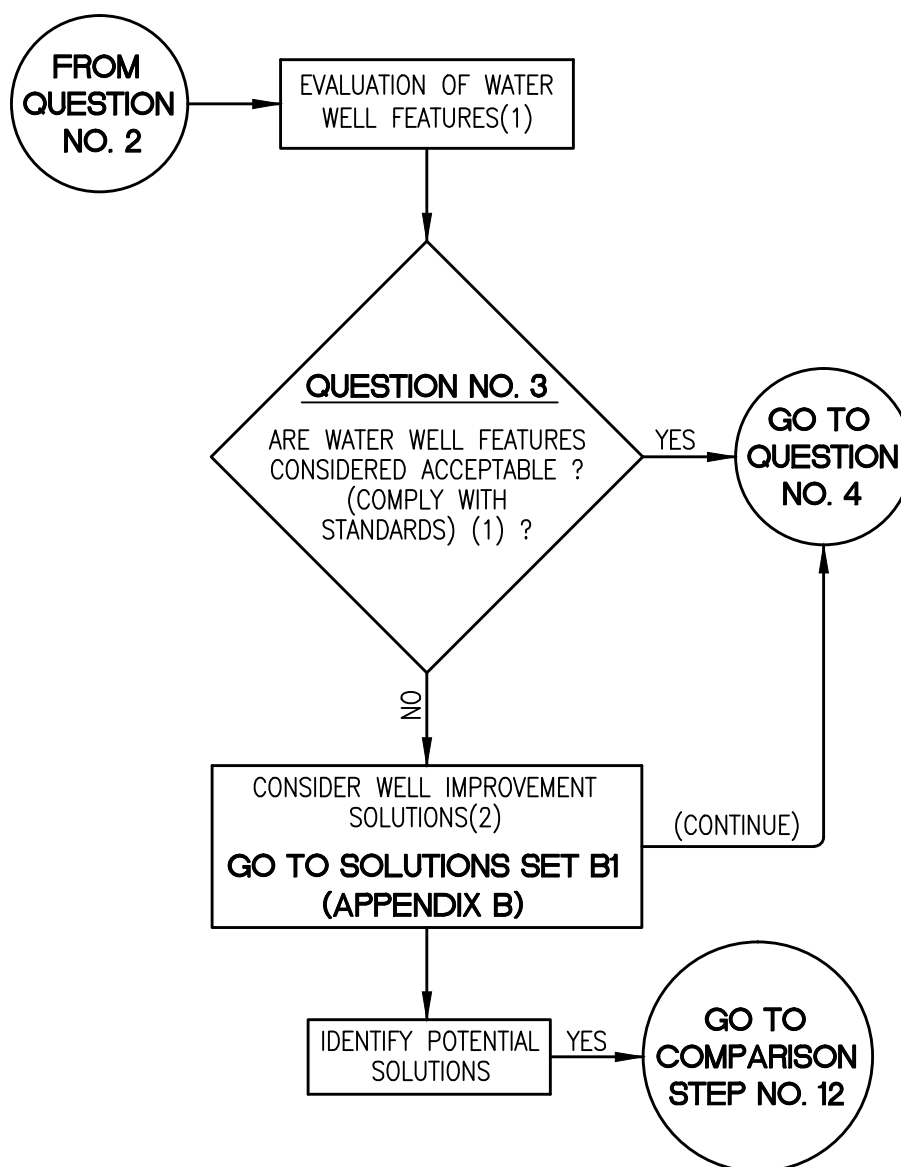 FROM
QUESTION
NO. 2
EVALUATION OF WATER
WELL FEATURES(1)
QUESTION NO. 3
ARE WATER WELL FEATURES
CONSIDERED ACCEPTABLE ?
(COMPLY WITH
STANDARDS) (1) ?
YES
GO TO
QUESTION
NO. 4
NO
CONSIDER WELL IMPROVEMENT
SOLUTIONS(2)
GO TO SOLUTIONS SET B1
(APPENDIX B)
(CONTINUE)
IDENTIFY POTENTIAL
SOLUTIONS
YES
GO TO
COMPARISON
STEP NO. 12